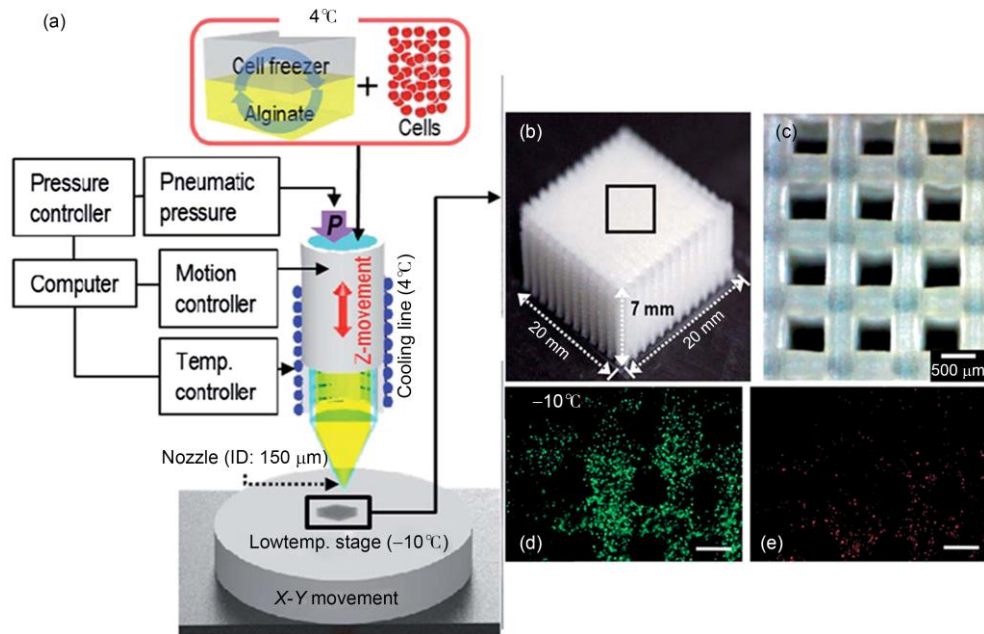 (a)
4℃
Cell freezer
Alginate
+
Cells
Pressure
controller
Pneumatic
pressure
P
Computer
Motion
controller
Z-movement
Cooling line (4℃)
Temp.
controller
Nozzle (ID: 150 μm)
Lowtemp. stage (−10℃)
X-Y movement
(b)
7 mm
20 mm
20 mm
(c)
500 μm
−10℃
(d)
(e)